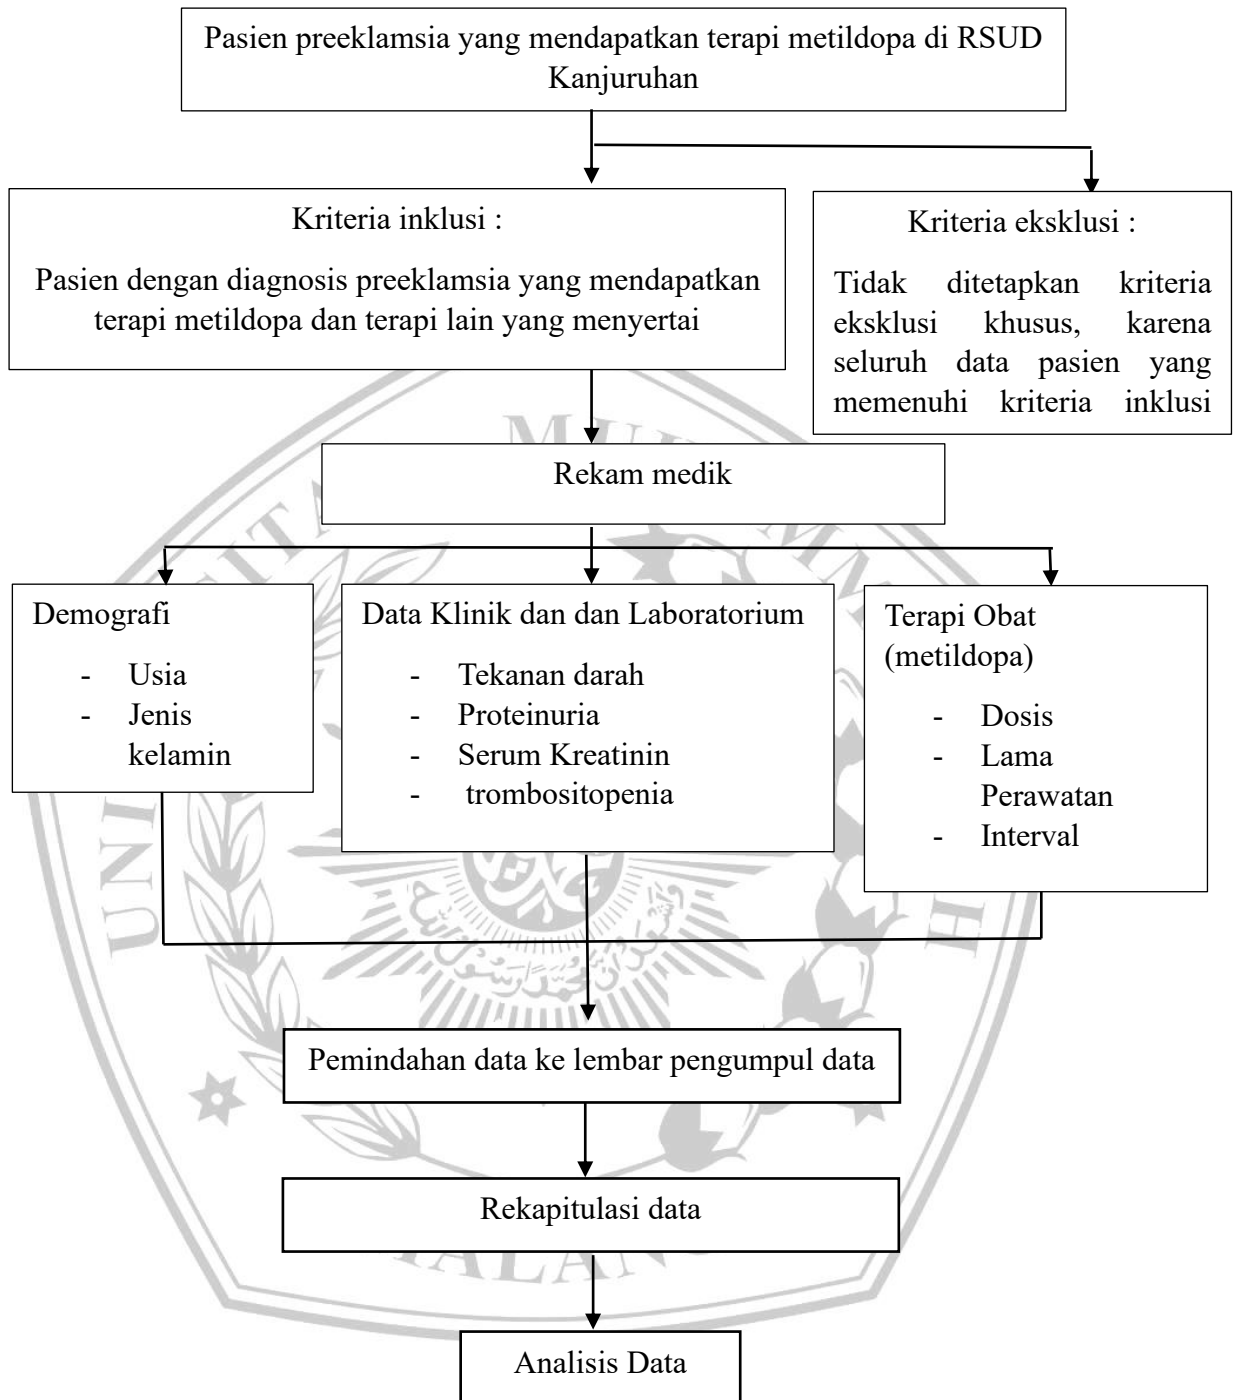 Pasien preeklamsia yang mendapatkan terapi metildopa di RSUD
Kanjuruhan
Kriteria inklusi :
Pasien dengan diagnosis preeklamsia yang mendapatkan
terapi metildopa dan terapi lain yang menyertai
Kriteria eksklusi :
Tidak ditetapkan kriteria
eksklusi khusus, karena
seluruh data pasien yang
memenuhi kriteria inklusi
Rekam medik
Demografi
- Usia
- Jenis
kelamin
Data Klinik dan dan Laboratorium
- Tekanan darah
- Proteinuria
- Serum Kreatinin
- trombositopenia
Terapi Obat
(metildopa)
- Dosis
- Lama
Perawatan
- Interval
Pemindahan data ke lembar pengumpul data
Rekapitulasi data
Analisis Data